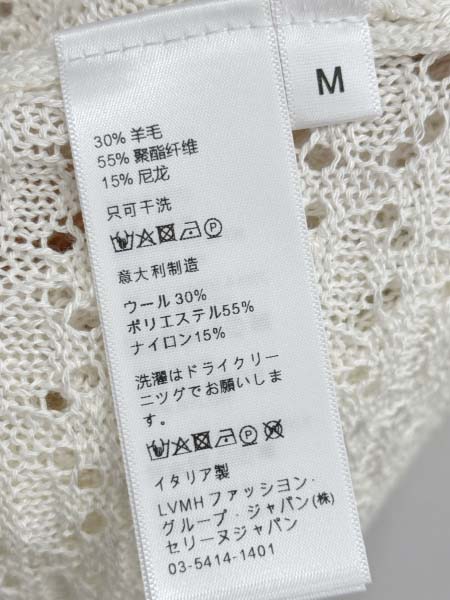 M
30% 羊毛
55% 聚酯纤维
15% 尼龙
只可干洗
意大利制造
ウール 30%
ポリエステル55%
ナイロン15%
洗濯はドライクリー
ニツグでお願いしま
す。
イタリア製
LVMH ファッション・
グループ・ジャパン(株)
セリーヌジャパン
03-5414-1401